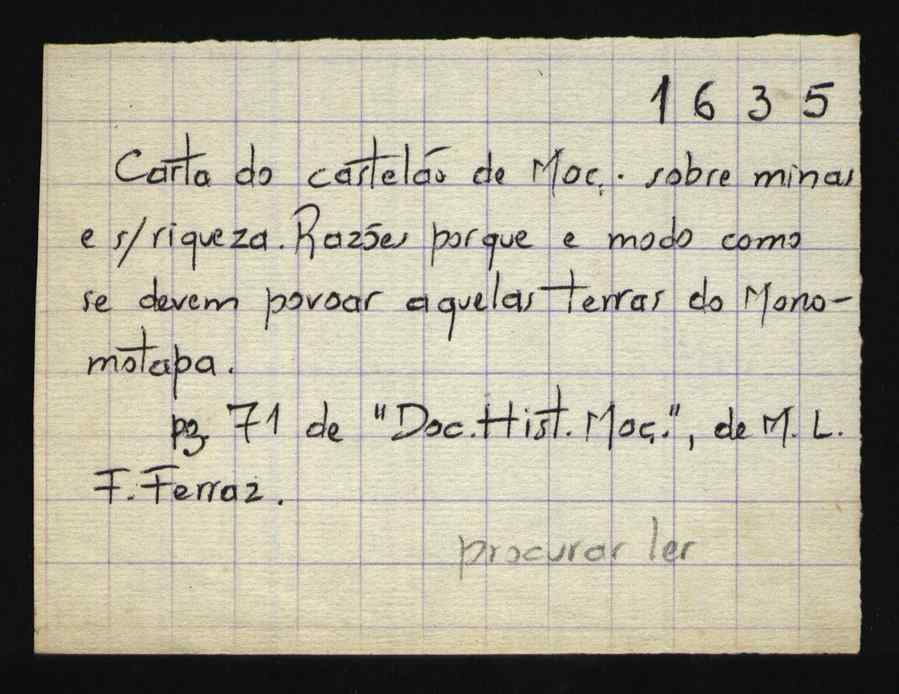 1635
Carta do castelão de Moç. sobre minas
e s/riqueza. Razões porque e modo como
se devem povoar aquelas terras do Mono-
motapa.
pg. 71 de "Doc. Hist. Moç.", de M. L.
F. Ferraz.
procurar ler